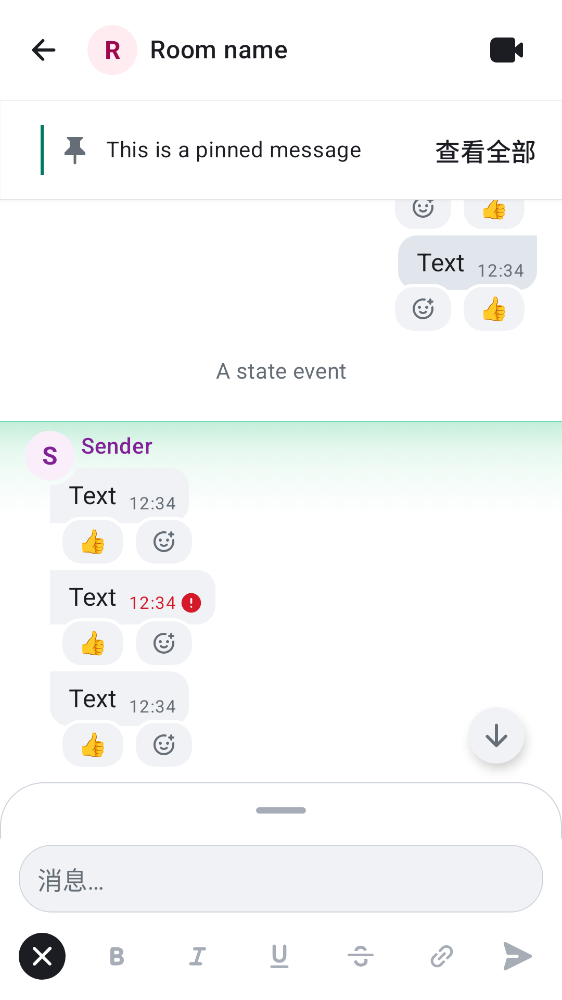 R Room name
This is a pinned message 查看全部
Text 12:34
A state event
S Sender
Text 12:34
Text 12:34
Text 12:34
消息...
B I U S